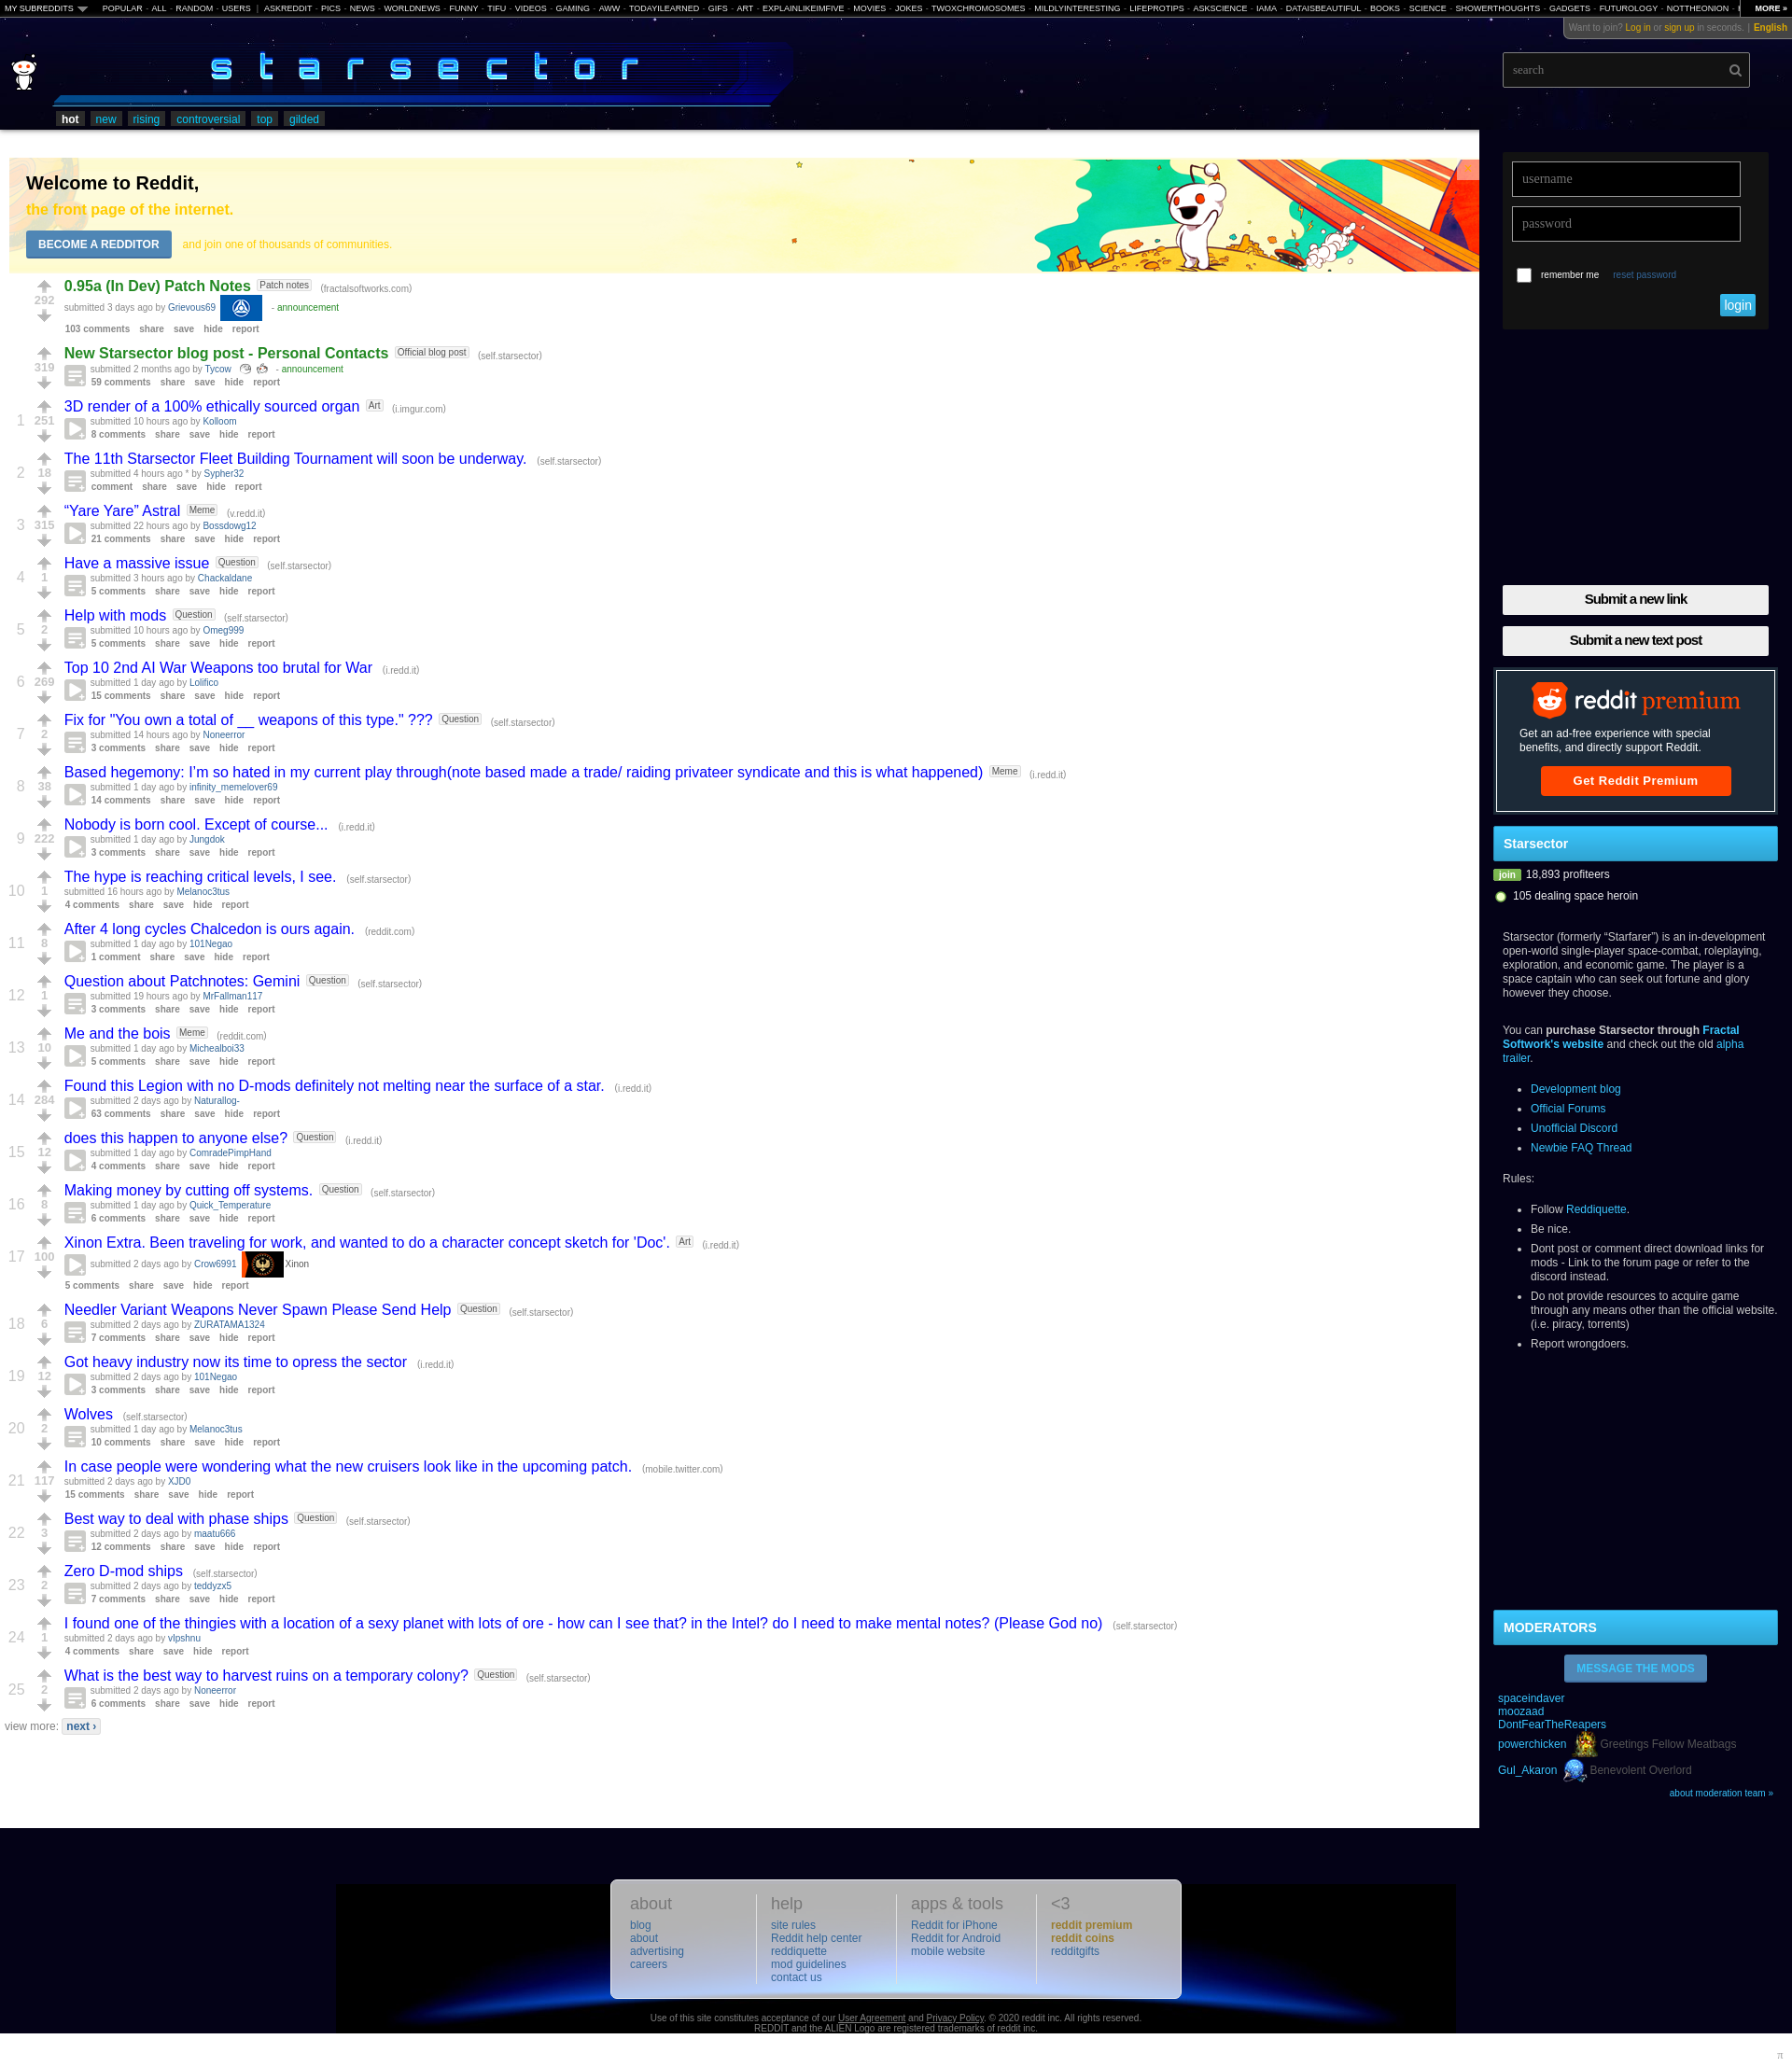 MY SUBREDDITS POPULAR - ALL - RANDOM - USERS | ASKREDDIT - PICS - NEWS - WORLDNEWS - FUNNY - TIFU - VIDEOS - GAMING - AWW - TODAYILEARNED - GIFS - ART - EXPLAINLIKEIMFIVE - MOVIES - JOKES - TWOXCHROMOSOMES - MILDLYINTERESTING - LIFEPROTIPS - ASKSCIENCE - IAMA - DATAISBEAUTIFUL - BOOKS - SCIENCE - SHOWERTHOUGHTS - GADGETS - FUTUROLOGY - NOTTHEONION - MORE »
Want to join? Log in or sign up in seconds. | English
starsector
search
hot new rising controversial top gilded
Welcome to Reddit,
the front page of the internet.
BECOME A REDDITOR and join one of thousands of communities.
username
password
remember me reset password
login
292
0.95a (In Dev) Patch Notes Patch notes (fractalsoftworks.com)
submitted 3 days ago by Grievous69 - announcement
103 comments share save hide report
319
New Starsector blog post - Personal Contacts Official blog post (self.starsector)
submitted 2 months ago by Tycow - announcement
59 comments share save hide report
1 251
3D render of a 100% ethically sourced organ Art (i.imgur.com)
submitted 10 hours ago by Kolloom
8 comments share save hide report
2 18
The 11th Starsector Fleet Building Tournament will soon be underway. (self.starsector)
submitted 4 hours ago * by Sypher32
comment share save hide report
3 315
“Yare Yare” Astral Meme (v.redd.it)
submitted 22 hours ago by Bossdowg12
21 comments share save hide report
4 1
Have a massive issue Question (self.starsector)
submitted 3 hours ago by Chackaldane
5 comments share save hide report
5 2
Help with mods Question (self.starsector)
submitted 10 hours ago by Omeg999
5 comments share save hide report
6 269
Top 10 2nd AI War Weapons too brutal for War (i.redd.it)
submitted 1 day ago by Lolifico
15 comments share save hide report
7 2
Fix for "You own a total of __ weapons of this type." ??? Question (self.starsector)
submitted 14 hours ago by Noneerror
3 comments share save hide report
8 38
Based hegemony: I’m so hated in my current play through(note based made a trade/ raiding privateer syndicate and this is what happened) Meme (i.redd.it)
submitted 1 day ago by infinity_memelover69
14 comments share save hide report
9 222
Nobody is born cool. Except of course... (i.redd.it)
submitted 1 day ago by Jungdok
3 comments share save hide report
10 1
The hype is reaching critical levels, I see. (self.starsector)
submitted 16 hours ago by Melanoc3tus
4 comments share save hide report
11 8
After 4 long cycles Chalcedon is ours again. (reddit.com)
submitted 1 day ago by 101Negao
1 comment share save hide report
12 1
Question about Patchnotes: Gemini Question (self.starsector)
submitted 19 hours ago by MrFallman117
3 comments share save hide report
13 10
Me and the bois Meme (reddit.com)
submitted 1 day ago by Michealboi33
5 comments share save hide report
14 284
Found this Legion with no D-mods definitely not melting near the surface of a star. (i.redd.it)
submitted 2 days ago by Naturallog-
63 comments share save hide report
15 12
does this happen to anyone else? Question (i.redd.it)
submitted 1 day ago by ComradePimpHand
4 comments share save hide report
16 8
Making money by cutting off systems. Question (self.starsector)
submitted 1 day ago by Quick_Temperature
6 comments share save hide report
17 100
Xinon Extra. Been traveling for work, and wanted to do a character concept sketch for 'Doc'. Art (i.redd.it)
submitted 2 days ago by Crow6991 Xinon
5 comments share save hide report
18 6
Needler Variant Weapons Never Spawn Please Send Help Question (self.starsector)
submitted 2 days ago by ZURATAMA1324
7 comments share save hide report
19 12
Got heavy industry now its time to opress the sector (i.redd.it)
submitted 2 days ago by 101Negao
3 comments share save hide report
20 2
Wolves (self.starsector)
submitted 1 day ago by Melanoc3tus
10 comments share save hide report
21 117
In case people were wondering what the new cruisers look like in the upcoming patch. (mobile.twitter.com)
submitted 2 days ago by XJD0
15 comments share save hide report
22 3
Best way to deal with phase ships Question (self.starsector)
submitted 2 days ago by maatu666
12 comments share save hide report
23 2
Zero D-mod ships (self.starsector)
submitted 2 days ago by teddyzx5
7 comments share save hide report
24 1
I found one of the thingies with a location of a sexy planet with lots of ore - how can I see that? in the Intel? do I need to make mental notes? (Please God no) (self.starsector)
submitted 2 days ago by vlpshnu
4 comments share save hide report
25 2
What is the best way to harvest ruins on a temporary colony? Question (self.starsector)
submitted 2 days ago by Noneerror
6 comments share save hide report
view more: next ›
Submit a new link
Submit a new text post
reddit premium
Get an ad-free experience with special
benefits, and directly support Reddit.
Get Reddit Premium
Starsector
join 18,893 profiteers
105 dealing space heroin
Starsector (formerly “Starfarer”) is an in-development
open-world single-player space-combat, roleplaying,
exploration, and economic game. The player is a
space captain who can seek out fortune and glory
however they choose.
You can purchase Starsector through Fractal
Softwork's website and check out the old alpha
trailer.
Development blog
Official Forums
Unofficial Discord
Newbie FAQ Thread
Rules:
Follow Reddiquette.
Be nice.
Dont post or comment direct download links for
mods - Link to the forum page or refer to the
discord instead.
Do not provide resources to acquire game
through any means other than the official website.
(i.e. piracy, torrents)
Report wrongdoers.
MODERATORS
MESSAGE THE MODS
spaceindaver
moozaad
DontFearTheReapers
powerchicken Greetings Fellow Meatbags
Gul_Akaron Benevolent Overlord
about moderation team »
about
blog
about
advertising
careers
help
site rules
Reddit help center
reddiquette
mod guidelines
contact us
apps & tools
Reddit for iPhone
Reddit for Android
mobile website
<3
reddit premium
reddit coins
redditgifts
Use of this site constitutes acceptance of our User Agreement and Privacy Policy. © 2020 reddit inc. All rights reserved.
REDDIT and the ALIEN Logo are registered trademarks of reddit inc.
π